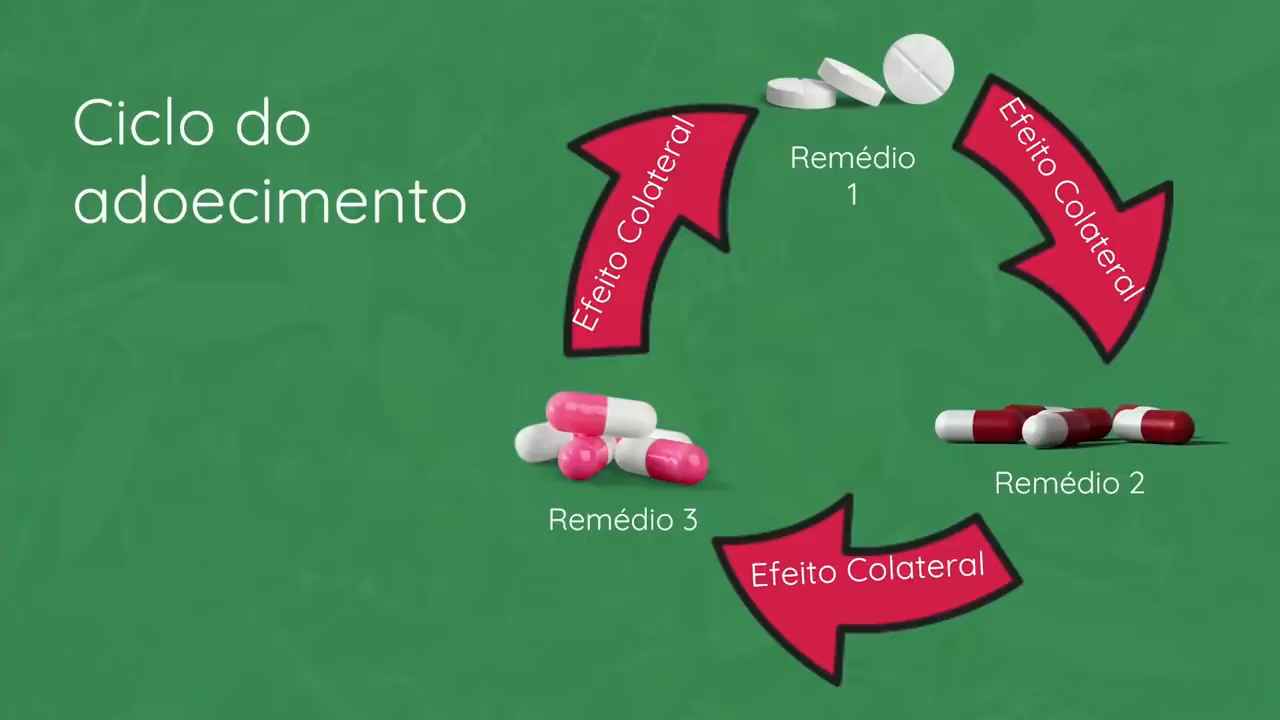 Ciclo do
adoecimento
Remédio
1
Efeito Colateral
Remédio 2
Efeito Colateral
Remédio 3
Efeito Colateral